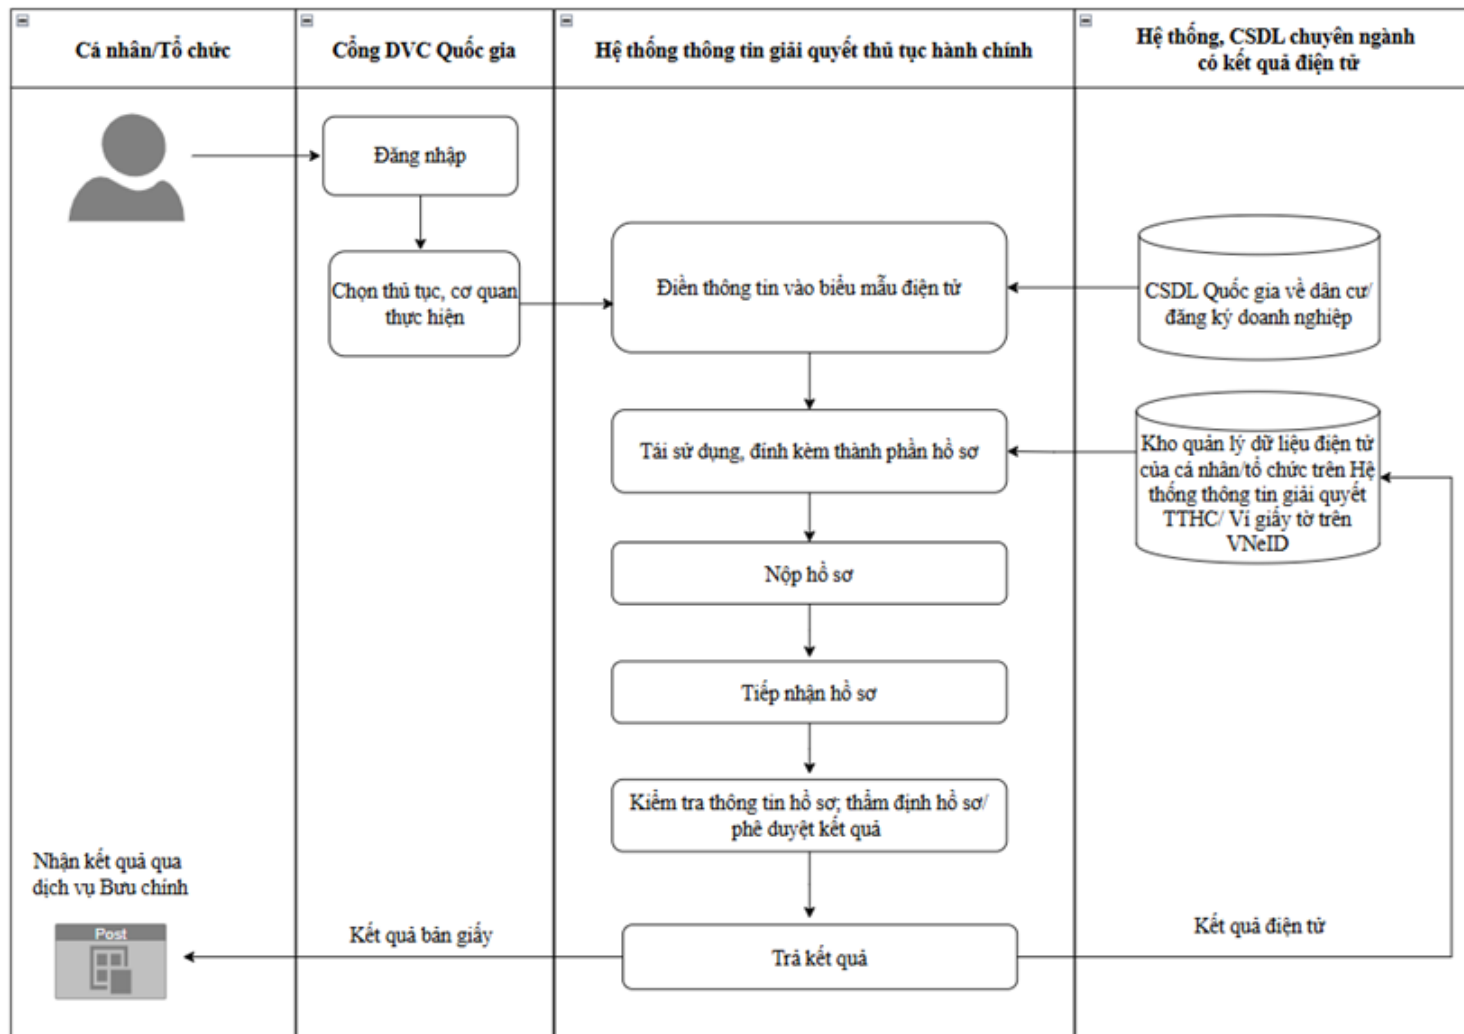 Cá nhân/Tổ chức
Cổng DVC Quốc gia
Hệ thống thông tin giải quyết thủ tục hành chính
Hệ thống, CSDL chuyên ngành
có kết quả điện tử
Đăng nhập
Chọn thủ tục, cơ quan
thực hiện
Điền thông tin vào biểu mẫu điện tử
CSDL Quốc gia về dân cư/
đăng ký doanh nghiệp
Tái sử dụng, đính kèm thành phần hồ sơ
Kho quản lý dữ liệu điện tử
của cá nhân/tổ chức trên Hệ
thống thông tin giải quyết
TTHC/ Ví giấy tờ trên
VNeID
Nộp hồ sơ
Tiếp nhận hồ sơ
Kiểm tra thông tin hồ sơ; thẩm định hồ sơ/
phê duyệt kết quả
Nhận kết quả qua
dịch vụ Bưu chính
Post
Kết quả bản giấy
Trả kết quả
Kết quả điện tử